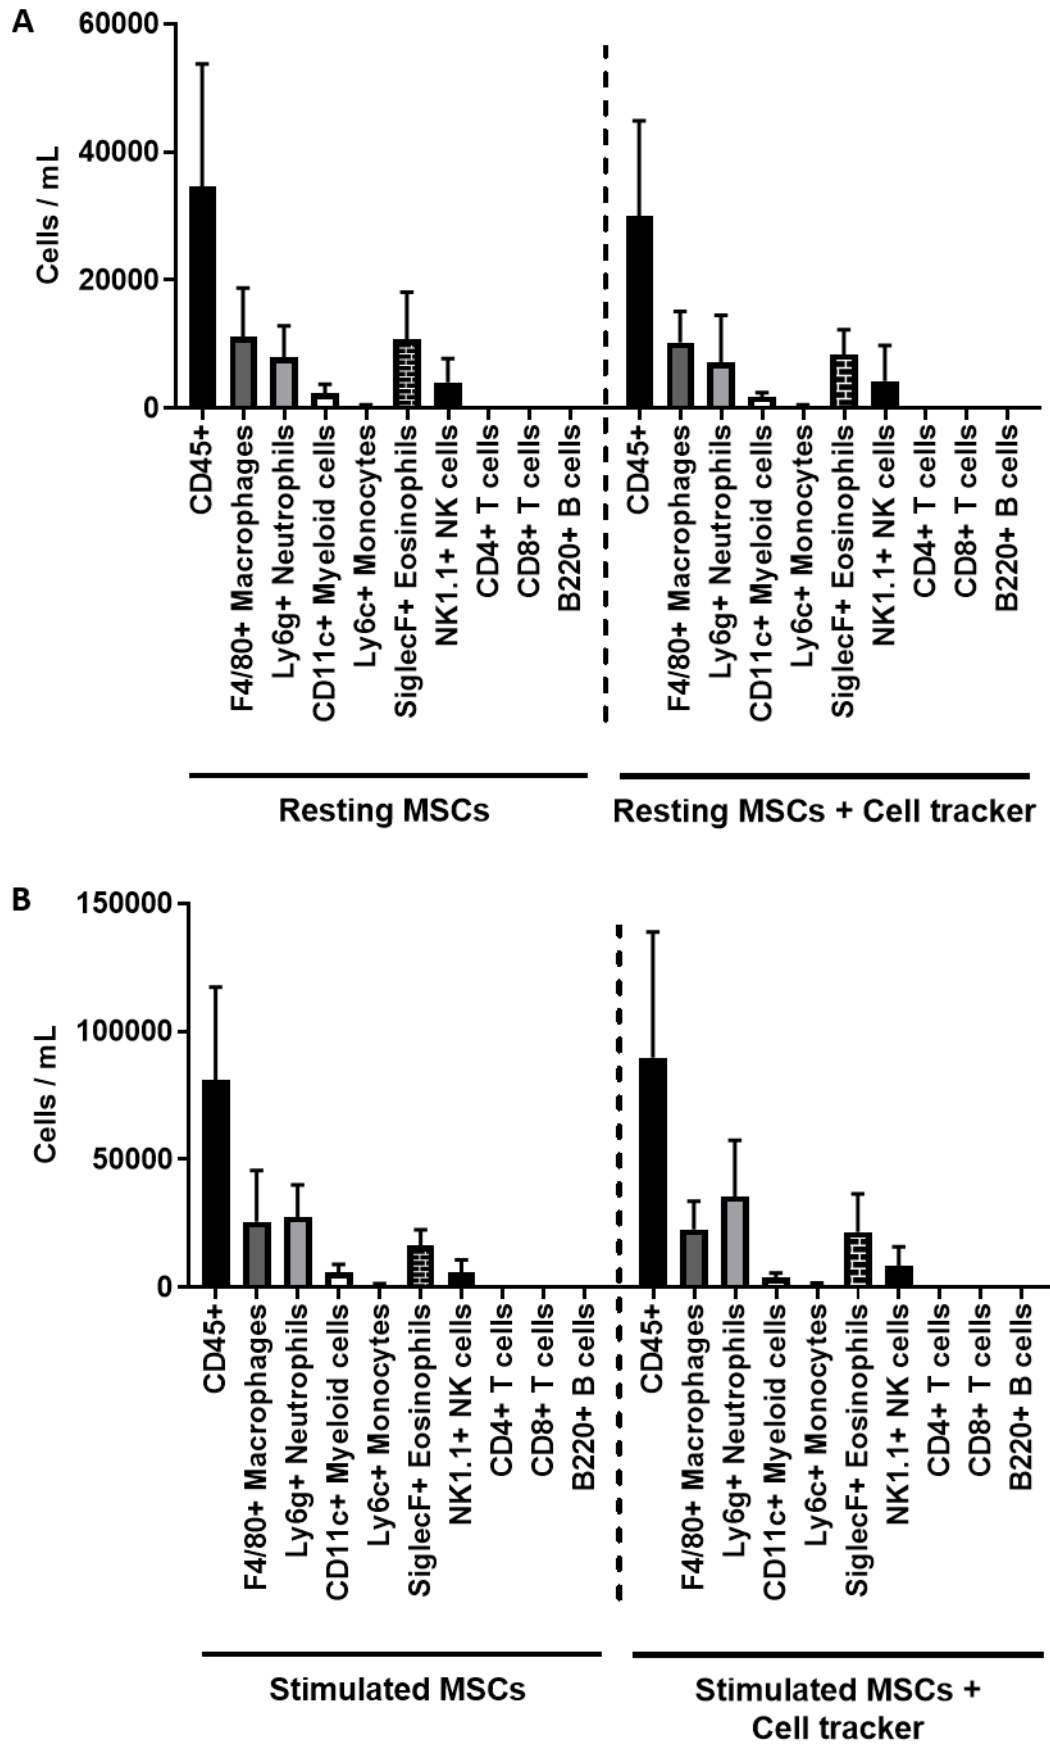 A
60000
40000
20000
0
Cells / mL
CD45+
F4/80+ Macrophages
Ly6g+ Neutrophils
CD11c+ Myeloid cells
Ly6c+ Monocytes
SiglecF+ Eosinophils
NK1.1+ NK cells
CD4+ T cells
CD8+ T cells
B220+ B cells
CD45+
F4/80+ Macrophages
Ly6g+ Neutrophils
CD11c+ Myeloid cells
Ly6c+ Monocytes
SiglecF+ Eosinophils
NK1.1+ NK cells
CD4+ T cells
CD8+ T cells
B220+ B cells
Resting MSCs
Resting MSCs + Cell tracker
B
150000
100000
50000
0
Cells / mL
CD45+
F4/80+ Macrophages
Ly6g+ Neutrophils
CD11c+ Myeloid cells
Ly6c+ Monocytes
SiglecF+ Eosinophils
NK1.1+ NK cells
CD4+ T cells
CD8+ T cells
B220+ B cells
CD45+
F4/80+ Macrophages
Ly6g+ Neutrophils
CD11c+ Myeloid cells
Ly6c+ Monocytes
SiglecF+ Eosinophils
NK1.1+ NK cells
CD4+ T cells
CD8+ T cells
B220+ B cells
Stimulated MSCs
Stimulated MSCs +
Cell tracker